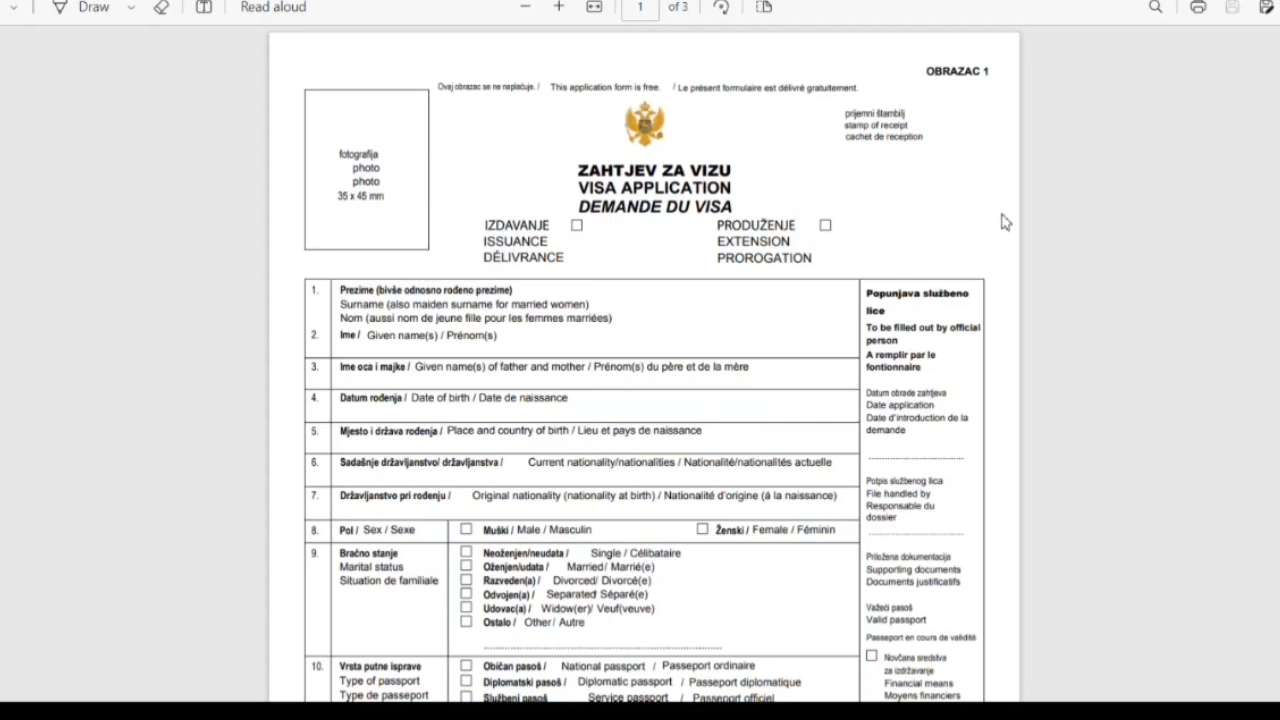 Draw
Read aloud
1 of 3
OBRAZAC 1
Ovaj obrazac se ne naplaćuje. / This application form is free. / Le présent formulaire est délivré gratuitement.
fotografija
photo
photo
35 x 45 mm
prijemni štambilj
stamp of receipt
cachet de reception
ZAHTJEV ZA VIZU
VISA APPLICATION
DEMANDE DU VISA
IZDAVANJE
ISSUANCE
DÉLIVRANCE
PRODUŽENJE
EXTENSION
PROROGATION
1. Prezime (bivše odnosno rođeno prezime)
Surname (also maiden surname for married women)
Nom (aussi nom de jeune fille pour les femmes marriées)
2. Ime / Given name(s) / Prénom(s)
3. Ime oca i majke / Given name(s) of father and mother / Prénom(s) du père et de la mère
4. Datum rođenja / Date of birth / Date de naissance
5. Mjesto i država rođenja / Place and country of birth / Lieu et pays de naissance
6. Sadašnje državljanstvo/ državljanstva / Current nationality/nationalities / Nationalité/nationalités actuelle
7. Državljanstvo pri rođenju / Original nationality (nationality at birth) / Nationalité d'origine (á la naissance)
8. Pol / Sex / Sexe
Muški / Male / Masculin
Ženski / Female / Féminin
9. Bračno stanje
Marital status
Situation de familiale
Neoženjen/neudata / Single / Célibataire
Oženjen/udata / Married/ Marrié(e)
Razveden(a) / Divorced/ Divorcé(e)
Odvojen(a) / Separated/ Séparé(e)
Udovac(a) / Widow(er)/ Veuf(veuve)
Ostalo / Other/ Autre
10. Vrsta putne isprave
Type of passport
Type de passeport
Običan pasoš / National passport / Passeport ordinaire
Diplomatski pasoš / Diplomatic passport / Passeport diplomatique
Službeni pasoš Service passport / Passeport officiel
Popunjava službeno
lice
To be filled out by official
person
A remplir par le
fontionnaire
Datum obrade zahtjeva
Date application
Date d'introduction de la
demande
Potpis službenog lica
File handled by
Responsable du
dossier
Priložena dokumentacija
Supporting documents
Documents justificatifs
Važeći pasoš
Valid passport
Passeport en cours de validité
Novčana sredstva
za izdržavanje
Financial means
Moyens financiers